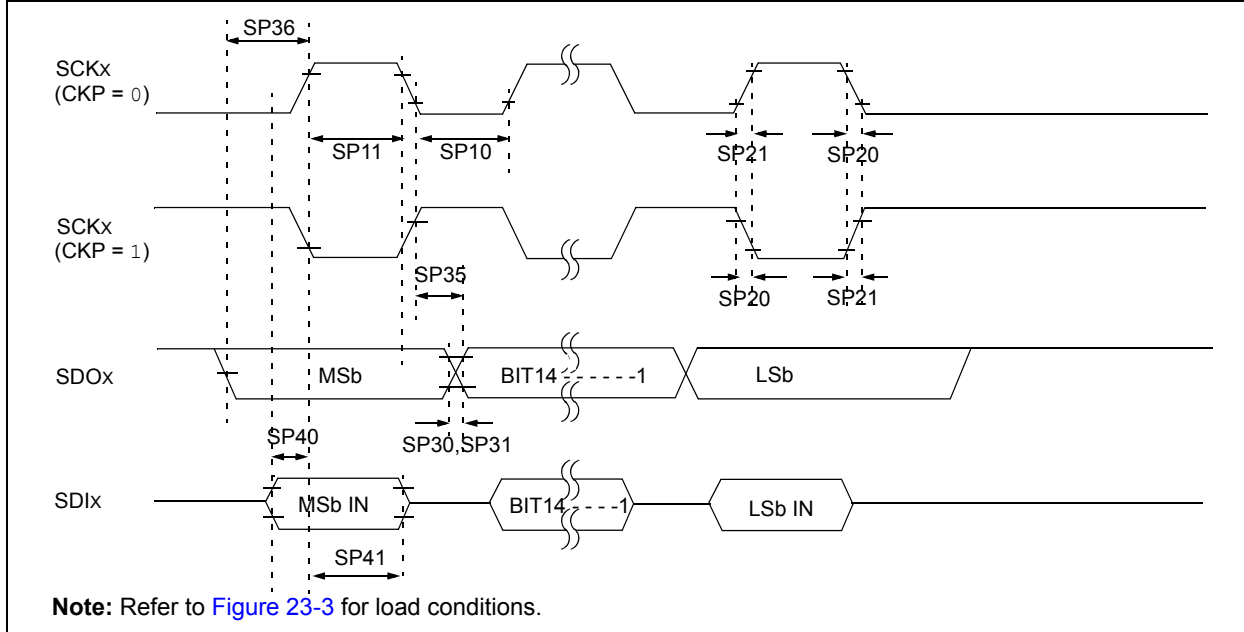 SP36
SCKx
(CKP = 0)
SP11
SP10
SP21
SP20
SCKx
(CKP = 1)
SP35
SP20
SP21
SDOx
MSb
BIT14 - - - - - -1
LSb
SP40
SP30,SP31
SDIx
MSb IN
BIT14 - - - -1
LSb IN
SP41
Note: Refer to Figure 23-3 for load conditions.